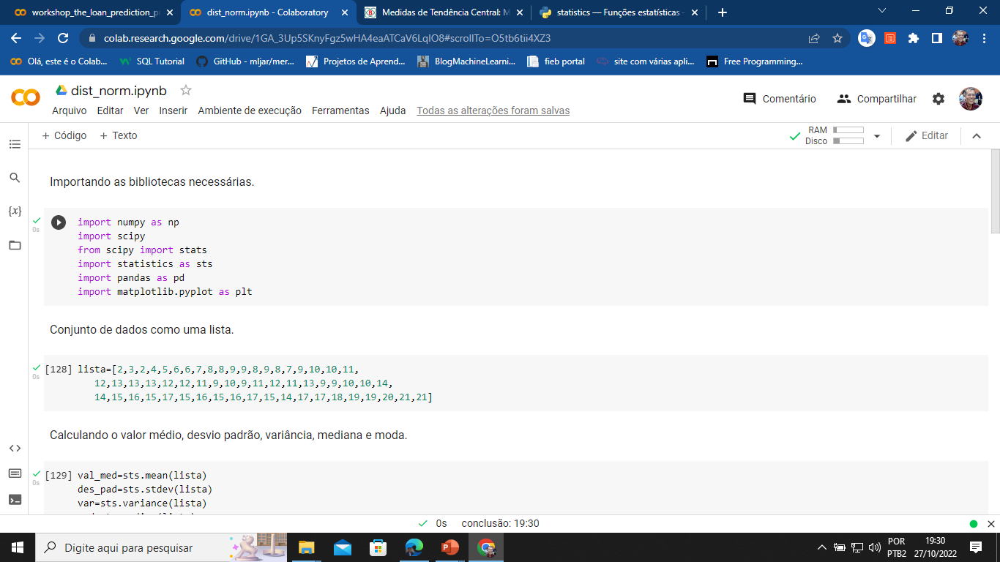 workshop_the_loan_prediction_p
dist_norm.ipynb - Colaboratory
Medidas de Tendência Central: M
statistics — Funções estatísticas -
colab.research.google.com/drive/1GA_3Up5SKnyFgz5wHA4eaATCaV6LqIO8#scrollTo=O5tb6tii4XZ3
Olá, este é o Colab...
SQL Tutorial
GitHub - mljar/mer...
Projetos de Aprend...
BlogMachineLearni...
fieb portal
site com várias apli...
Free Programming...
dist_norm.ipynb
Comentário
Compartilhar
Arquivo Editar Ver Inserir Ambiente de execução Ferramentas Ajuda Todas as alterações foram salvas
+ Código + Texto
RAM
Disco
Editar
Importando as bibliotecas necessárias.
0s
import numpy as np
import scipy
from scipy import stats
import statistics as sts
import pandas as pd
import matplotlib.pyplot as plt
Conjunto de dados como uma lista.
0s
[128] lista=[2,3,2,4,5,6,6,7,8,8,9,9,8,9,8,7,9,10,10,11,
12,13,13,13,12,12,11,9,10,9,11,12,11,13,9,9,10,10,14,
14,15,16,15,17,15,16,15,16,17,15,14,17,17,18,19,19,20,21,21]
Calculando o valor médio, desvio padrão, variância, mediana e moda.
0s
[129] val_med=sts.mean(lista)
des_pad=sts.stdev(lista)
var=sts.variance(lista)
0s conclusão: 19:30
Digite aqui para pesquisar
POR
PTB2
19:30
27/10/2022